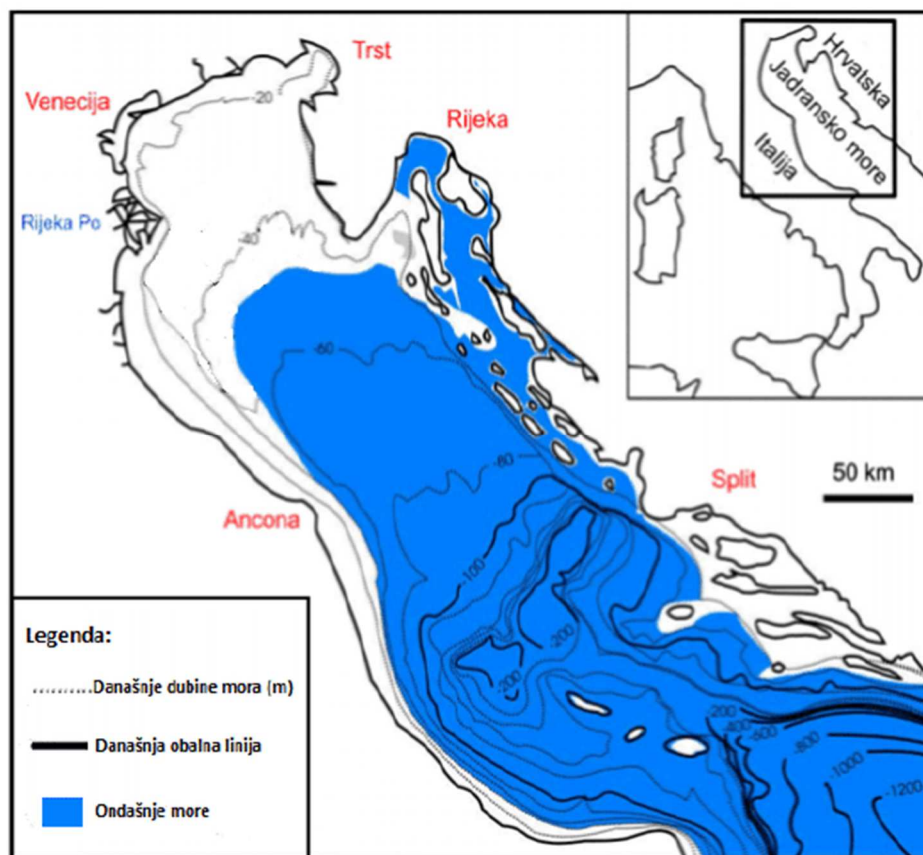 Trst
Venecija
Rijeka
Rijeka Po
Hrvatska
Jadransko more
Italija
-20
-40
-60
-80
50 km
Split
Ancona
-100
-200
-200
-200
-400
-600
-800
-1000
-1200
Legenda:
Današnje dubine mora (m)
Današnja obalna linija
Ondašnje more